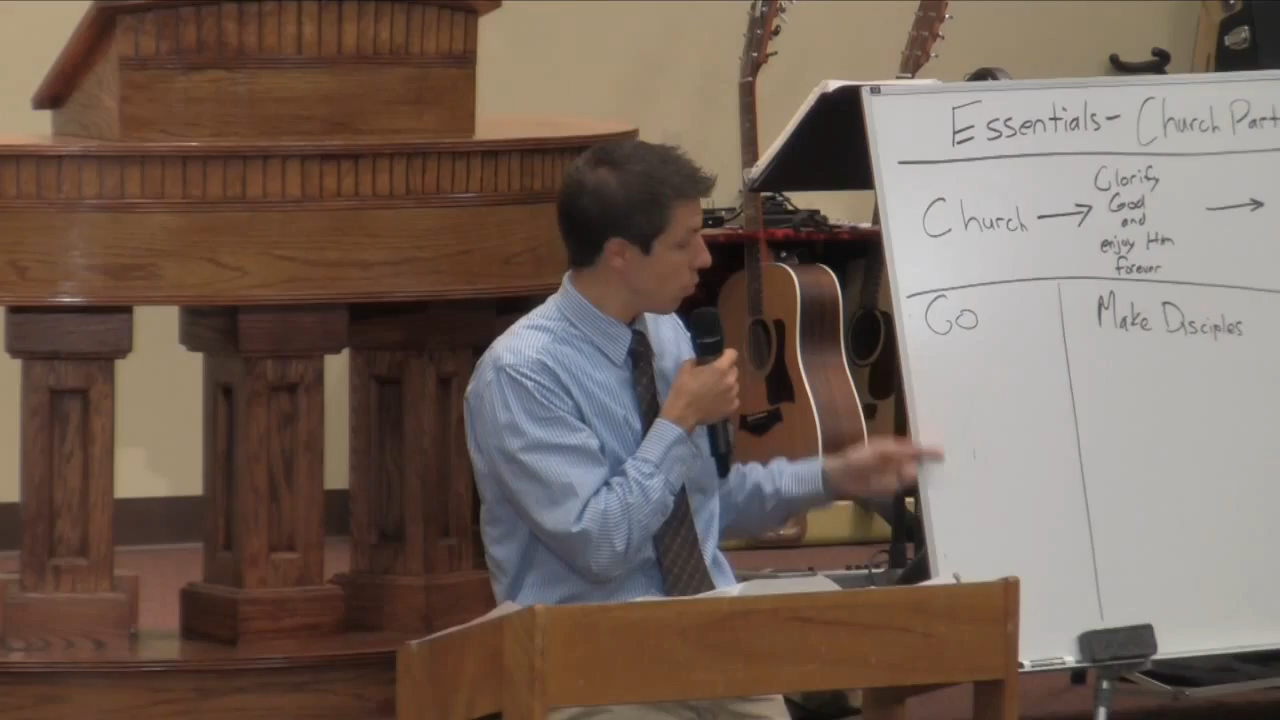 Essentials- Church Part
Church → Glorify
God
and
enjoy Him
forever →
Go
Make Disciples